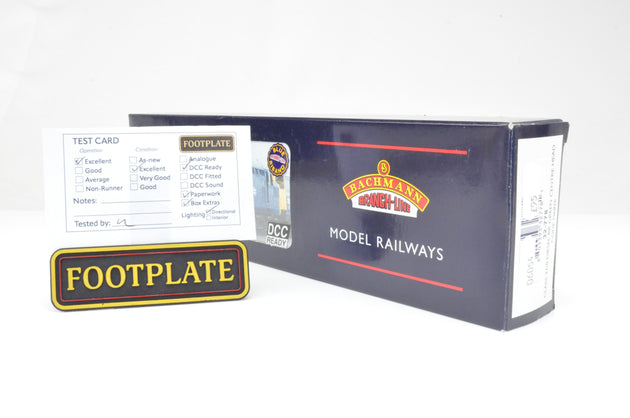 TEST CARD
FOOTPLATE
Operation
Condition
Excellent
As-new
Analogue
Good
Excellent
DCC Ready
Average
Very Good
DCC Fitted
Non-Runner
Good
DCC Sound
Paperwork
Notes:
Box Extras
Lighting
Directional
Interior
Tested by:
FOOTPLATE
BLUE
RIBAND
DCC
READY
BACHMANN
BRANCH-LINE
MODEL RAILWAYS